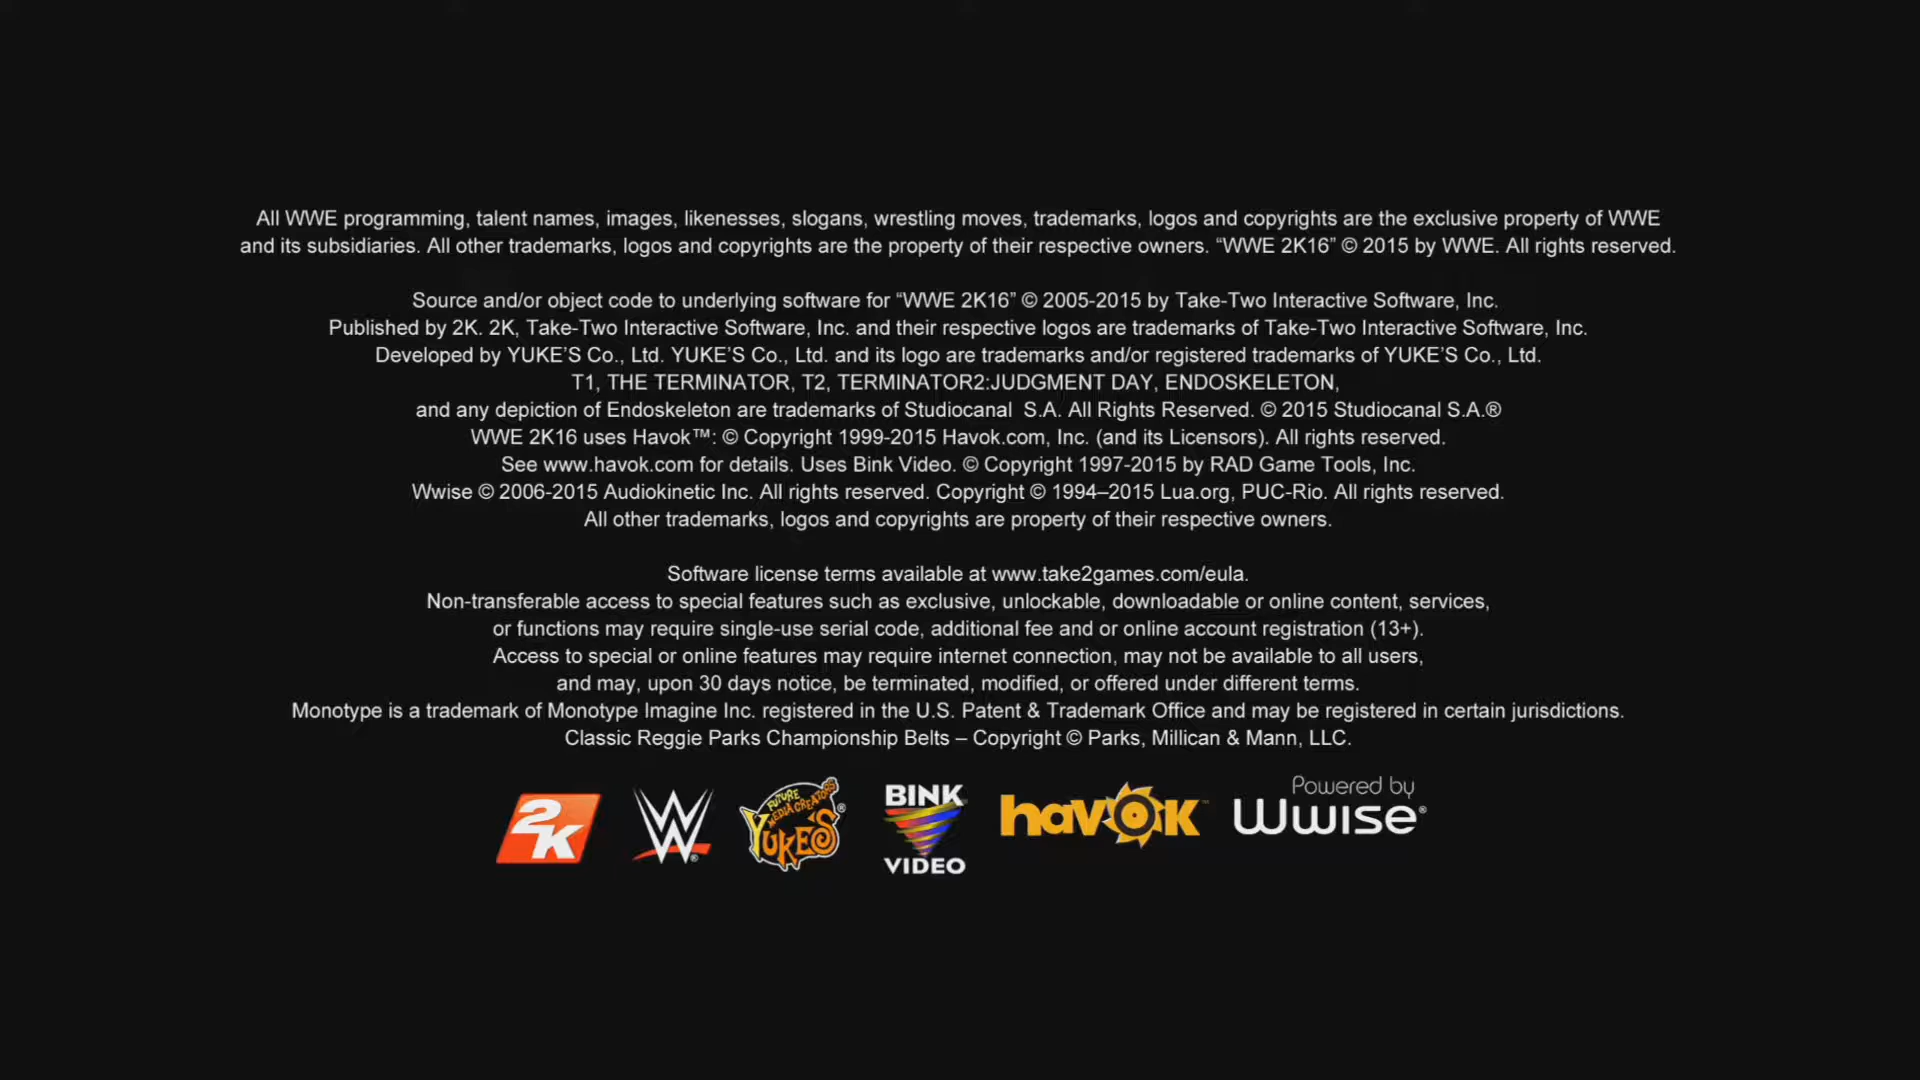 All WWE programming, talent names, images, likenesses, slogans, wrestling moves, trademarks, logos and copyrights are the exclusive property of WWE
and its subsidiaries. All other trademarks, logos and copyrights are the property of their respective owners. “WWE 2K16” © 2015 by WWE. All rights reserved.
Source and/or object code to underlying software for “WWE 2K16” © 2005-2015 by Take-Two Interactive Software, Inc.
Published by 2K. 2K, Take-Two Interactive Software, Inc. and their respective logos are trademarks of Take-Two Interactive Software, Inc.
Developed by YUKE’S Co., Ltd. YUKE’S Co., Ltd. and its logo are trademarks and/or registered trademarks of YUKE’S Co., Ltd.
T1, THE TERMINATOR, T2, TERMINATOR2:JUDGMENT DAY, ENDOSKELETON,
and any depiction of Endoskeleton are trademarks of Studiocanal S.A. All Rights Reserved. © 2015 Studiocanal S.A.®
WWE 2K16 uses Havok™: © Copyright 1999-2015 Havok.com, Inc. (and its Licensors). All rights reserved.
See www.havok.com for details. Uses Bink Video. © Copyright 1997-2015 by RAD Game Tools, Inc.
Wwise © 2006-2015 Audiokinetic Inc. All rights reserved. Copyright © 1994–2015 Lua.org, PUC-Rio. All rights reserved.
All other trademarks, logos and copyrights are property of their respective owners.
Software license terms available at www.take2games.com/eula.
Non-transferable access to special features such as exclusive, unlockable, downloadable or online content, services,
or functions may require single-use serial code, additional fee and or online account registration (13+).
Access to special or online features may require internet connection, may not be available to all users,
and may, upon 30 days notice, be terminated, modified, or offered under different terms.
Monotype is a trademark of Monotype Imagine Inc. registered in the U.S. Patent & Trademark Office and may be registered in certain jurisdictions.
Classic Reggie Parks Championship Belts – Copyright © Parks, Millican & Mann, LLC.
2K
W®
FUTURE MEDIA CREATORS YUKE'S®
BINK VIDEO
havok™
Powered by
Wwise®